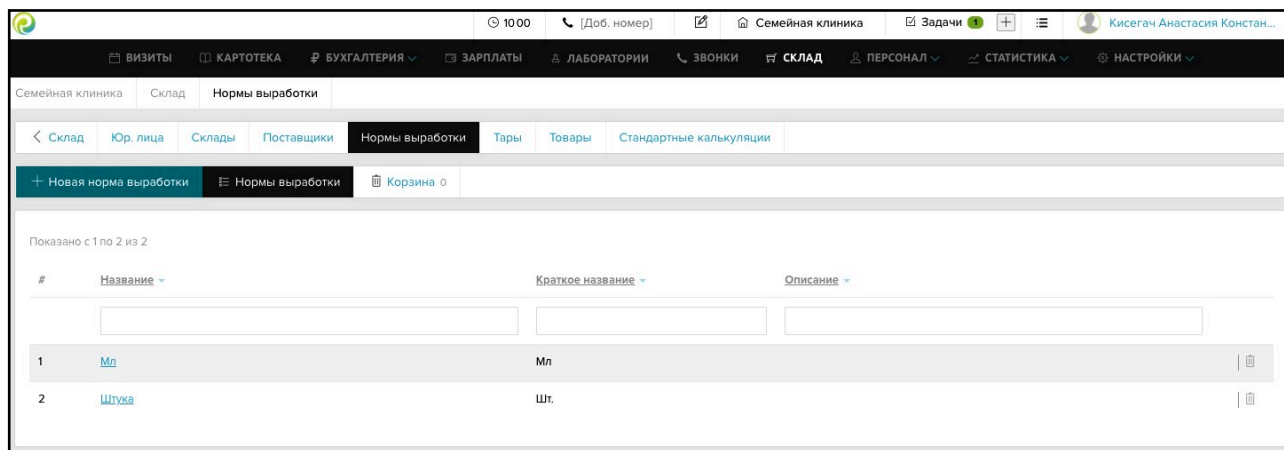 10:00 [Доб. номер] Семейная клиника Задачи 1 Кисегач Анастасия Констан...
ВИЗИТЫ КАРТОТЕКА БУХГАЛТЕРИЯ ЗАРПЛАТЫ ЛАБОРАТОРИИ ЗВОНКИ СКЛАД ПЕРСОНАЛ СТАТИСТИКА НАСТРОЙКИ
Семейная клиника Склад Нормы выработки
Склад Юр. лица Склады Поставщики Нормы выработки Тары Товары Стандартные калькуляции
+ Новая норма выработки Нормы выработки Корзина 0
Показано с 1 по 2 из 2
# Название Краткое название Описание
1 Мл Мл
2 Штука Шт.